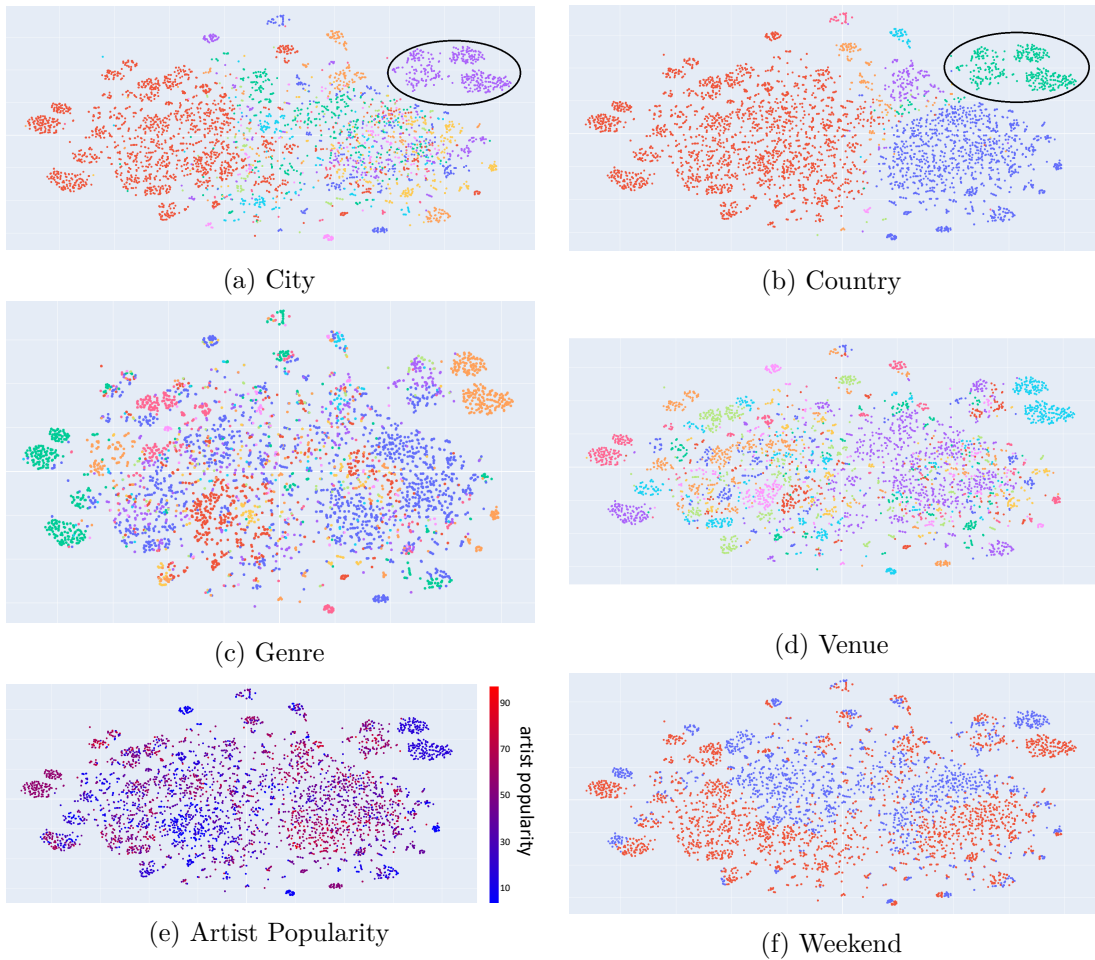 (a) City
(b) Country
(c) Genre
(d) Venue
90
70
50
30
10
artist popularity
(e) Artist Popularity
(f) Weekend